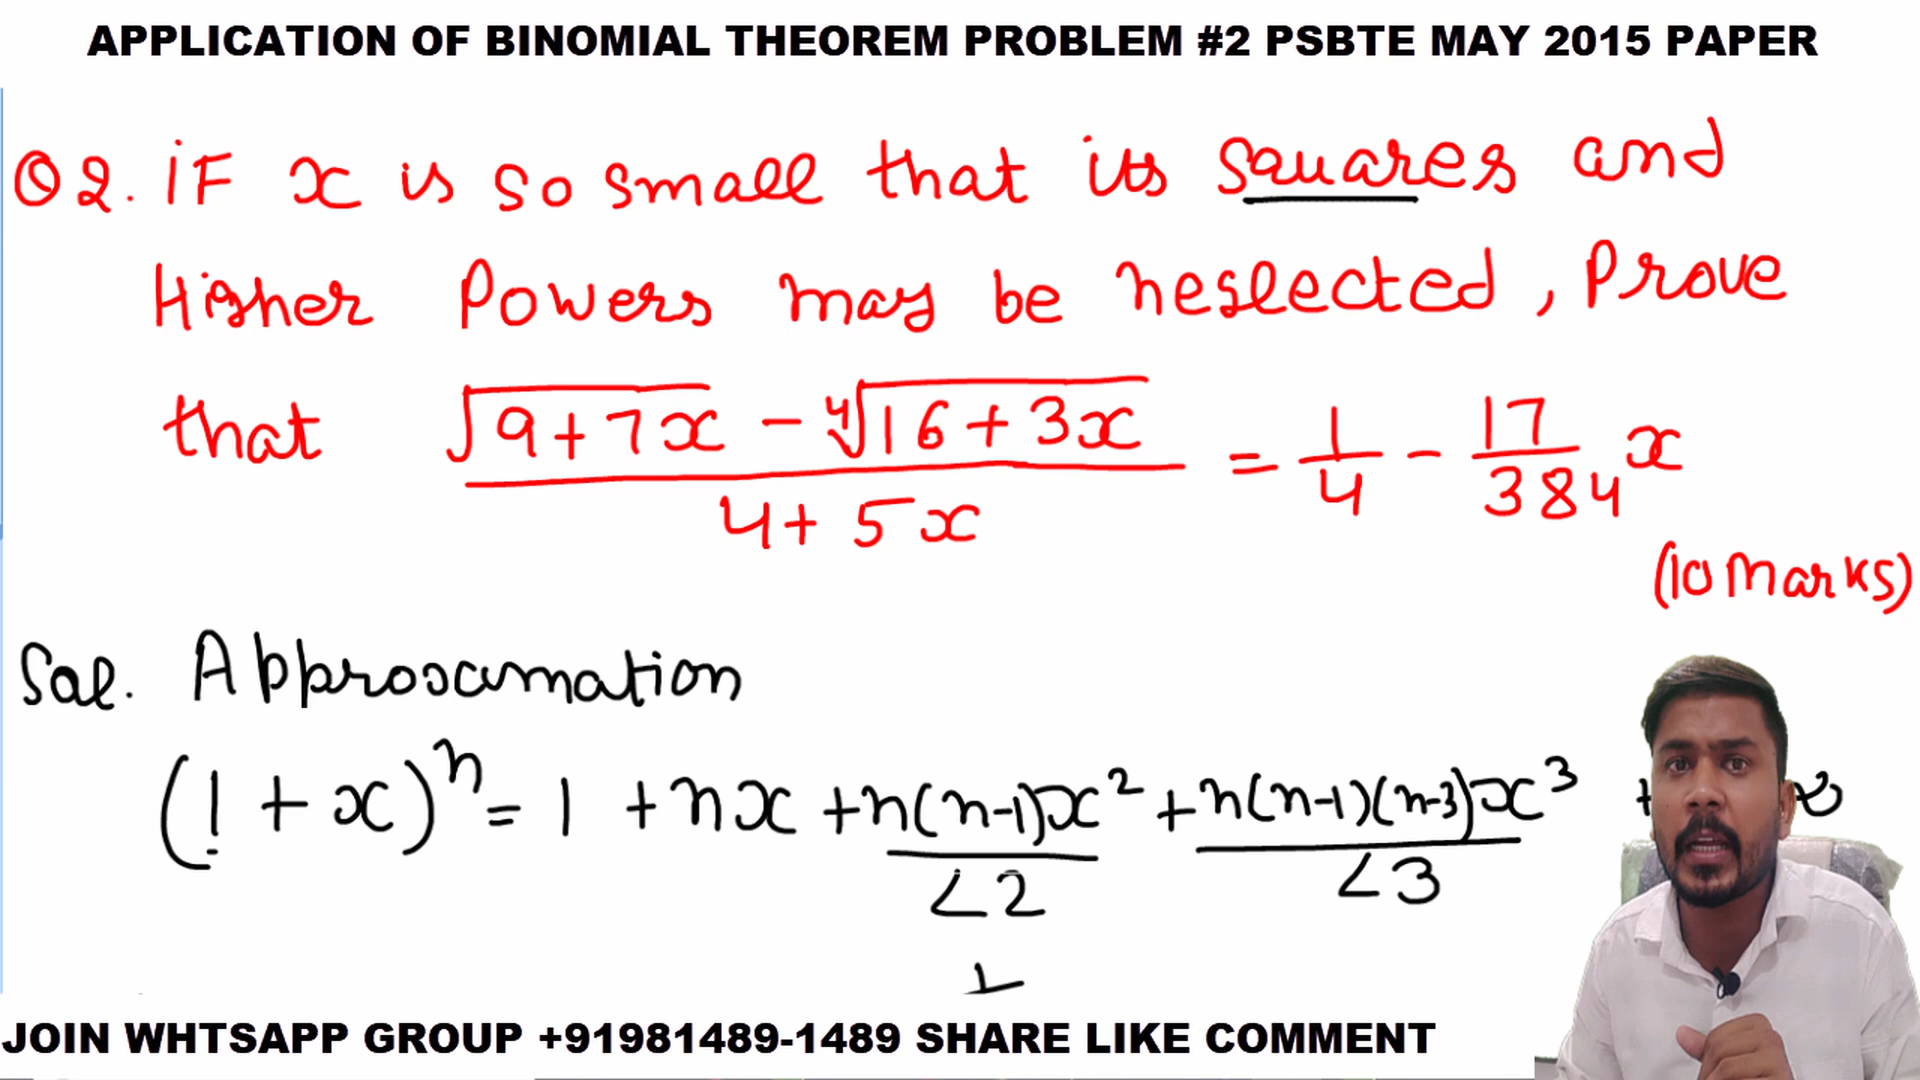 APPLICATION OF BINOMIAL THEOREM PROBLEM #2 PSBTE MAY 2015 PAPER
Q2. IF x is so small that its squares and
Higher Powers may be neglected, Prove
that (√(9+7x) - ∜(16+3x))/(4+5x) = 1/4 - 17/384 x
(10 Marks)
Sol. Approximation
(1+x)^n = 1 + nx + n(n-1)x²/∠2 + n(n-1)(n-3)x³/∠3 +
1
JOIN WHTSAPP GROUP +91981489-1489 SHARE LIKE COMMENT